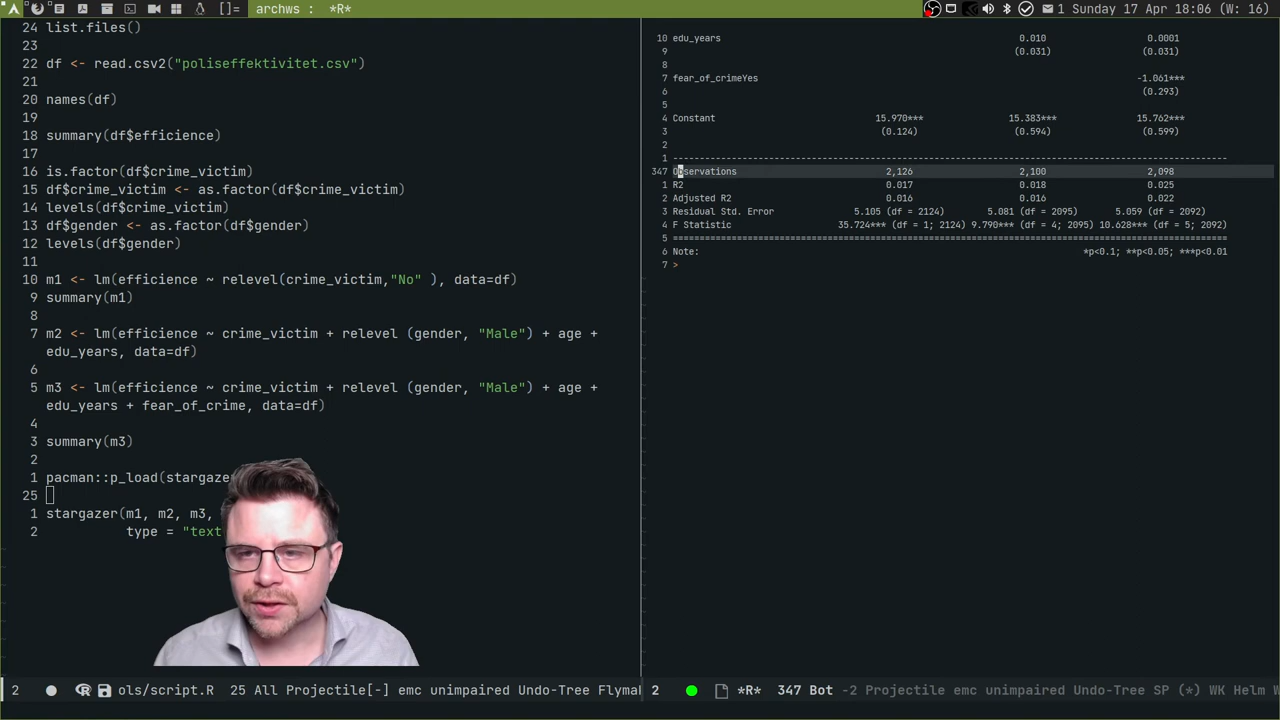 []= archws : *R* 1 Sunday 17 Apr 18:06 (W: 16)
24 list.files()
23
22 df <- read.csv2("poliseffektivitet.csv")
21
20 names(df)
19
18 summary(df$efficience)
17
16 is.factor(df$crime_victim)
15 df$crime_victim <- as.factor(df$crime_victim)
14 levels(df$crime_victim)
13 df$gender <- as.factor(df$gender)
12 levels(df$gender)
11
10 m1 <- lm(efficience ~ relevel(crime_victim,"No" ), data=df)
9 summary(m1)
8
7 m2 <- lm(efficience ~ crime_victim + relevel (gender, "Male") + age +
edu_years, data=df)
6
5 m3 <- lm(efficience ~ crime_victim + relevel (gender, "Male") + age +
edu_years + fear_of_crime, data=df)
4
3 summary(m3)
2
1 pacman::p_load(stargaze
25
1 stargazer(m1, m2, m3,
2 type = "text
2 ols/script.R 25 All Projectile[-] emc unimpaired Undo-Tree Flymak
10 edu_years 0.010 0.0001
9 (0.031) (0.031)
8
7 fear_of_crimeYes -1.061***
6 (0.293)
5
4 Constant 15.970*** 15.383*** 15.762***
3 (0.124) (0.594) (0.599)
2
1 -----------------------------------------------------------------------------------------------------
347 Observations 2,126 2,100 2,098
1 R2 0.017 0.018 0.025
2 Adjusted R2 0.016 0.016 0.022
3 Residual Std. Error 5.105 (df = 2124) 5.081 (df = 2095) 5.059 (df = 2092)
4 F Statistic 35.724*** (df = 1; 2124) 9.790*** (df = 4; 2095) 10.628*** (df = 5; 2092)
5 =====================================================================================================
6 Note: *p<0.1; **p<0.05; ***p<0.01
7 >
2 *R* 347 Bot -2 Projectile emc unimpaired Undo-Tree SP (*) WK Helm W